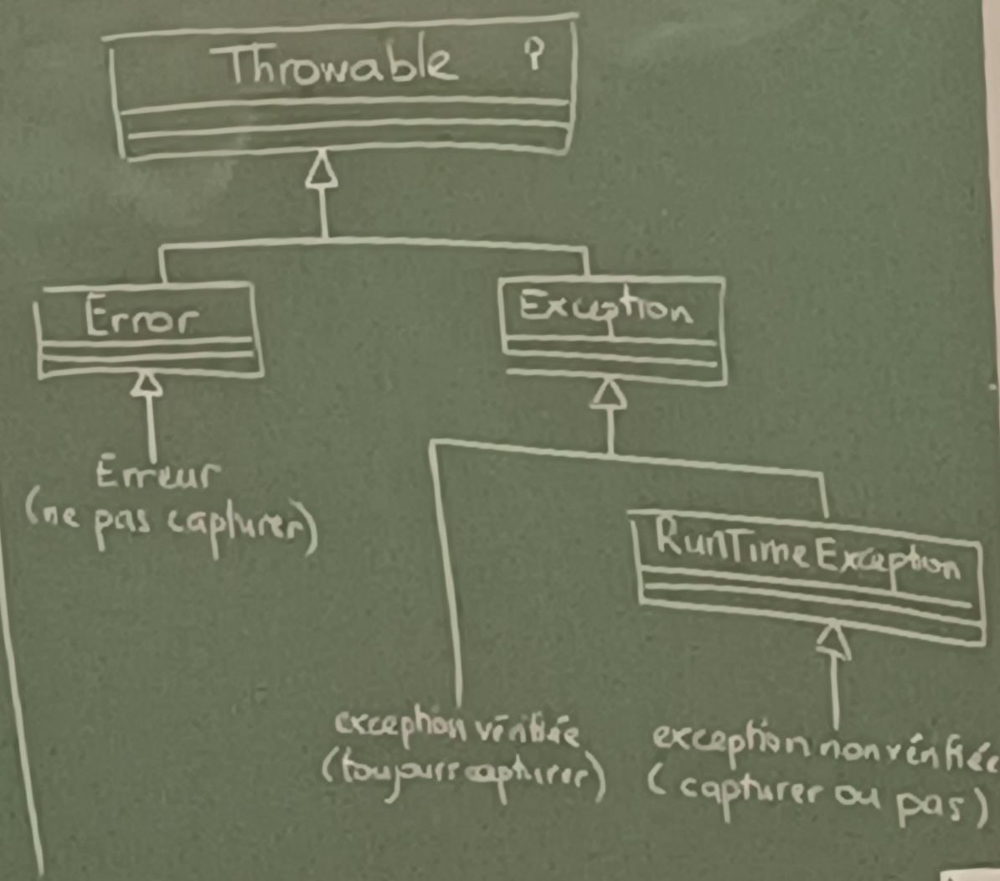 Throwable
Error
Exception
Erreur
(ne pas capturer)
RunTimeException
exception vérifiée
(toujours capturer)
exception non vérifiée
(capturer ou pas)